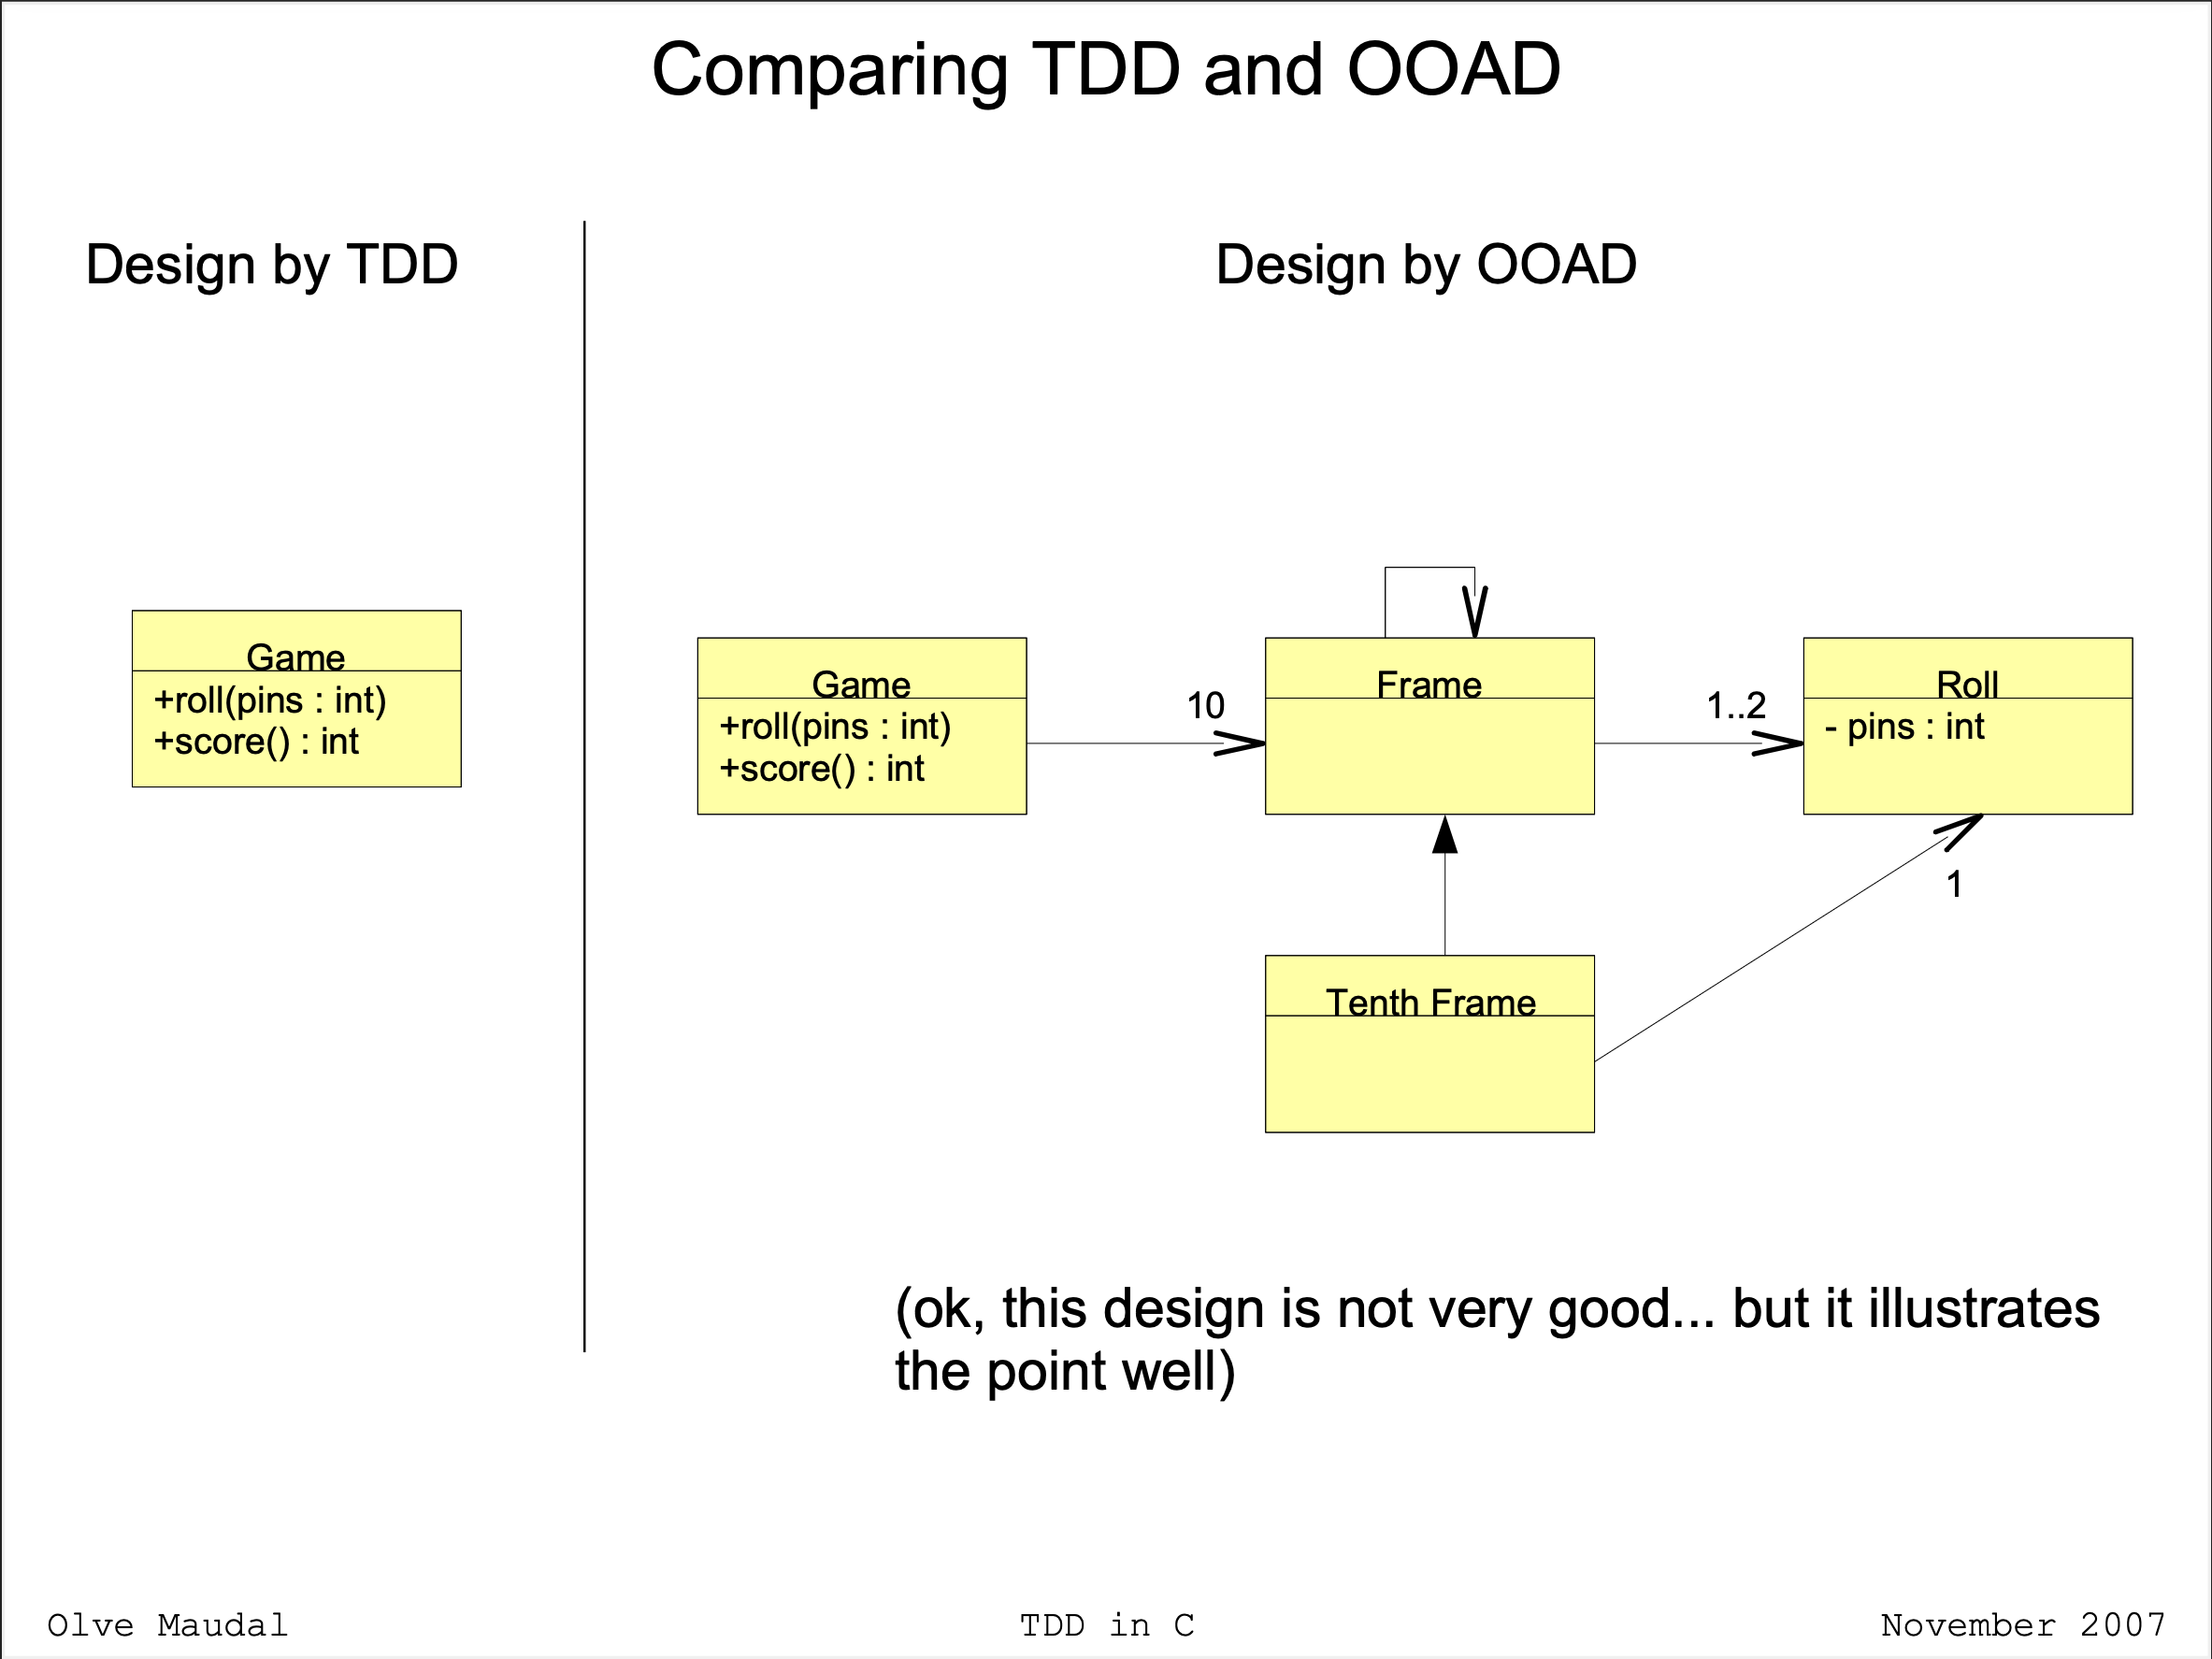 Comparing TDD and OOAD
Design by TDD
Game
+roll(pins : int)
+score() : int
Design by OOAD
Game
+roll(pins : int)
+score() : int
10
Frame
1..2
Roll
- pins : int
1
Tenth Frame
(ok, this design is not very good... but it illustrates
the point well)
Olve Maudal
TDD in C
November 2007